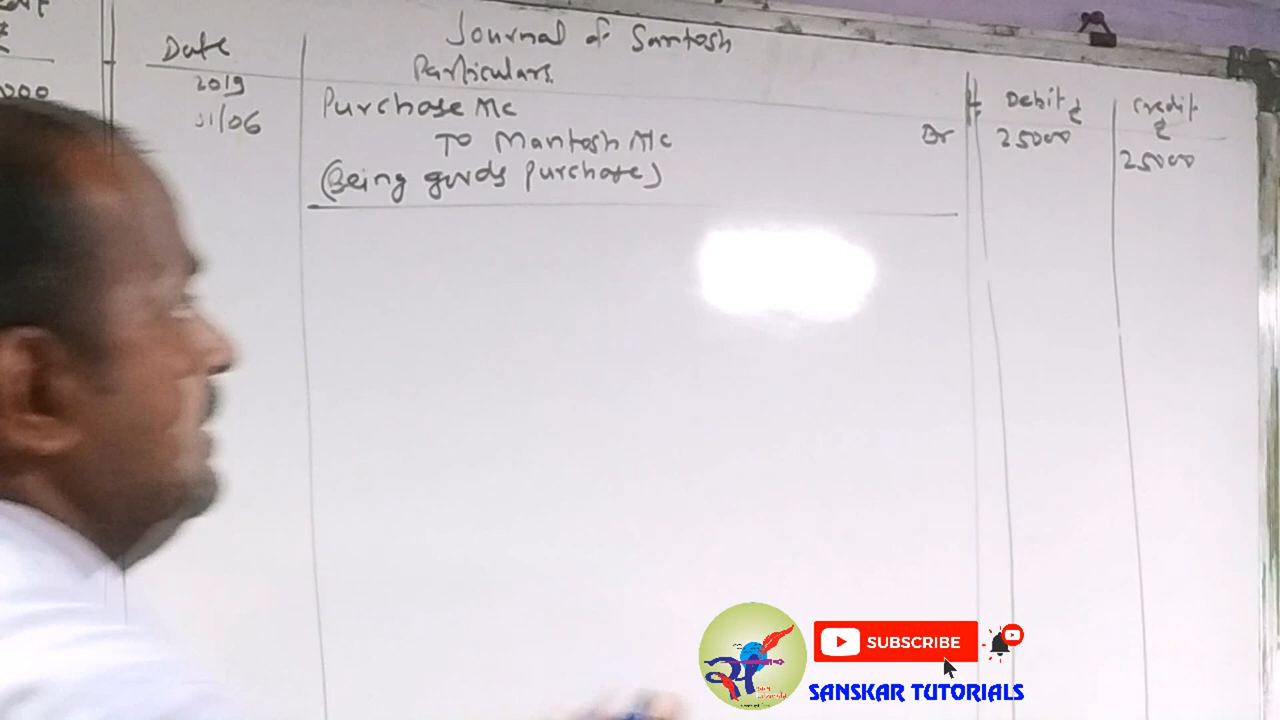 Journal of Santosh
Date
Particulars
Debit ₹
Credit ₹
2019
01/06
Purchase A/c
Dr
25000
To Mantosh A/c
25000
(Being goods purchase)
000
SUBSCRIBE
SANSKAR TUTORIALS